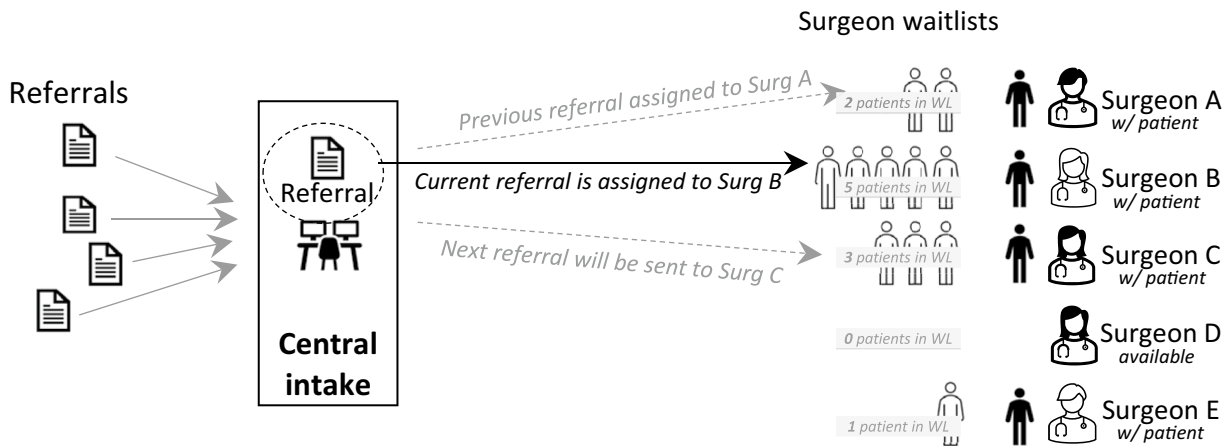 Surgeon waitlists
Referrals
Previous referral assigned to Surg A
2 patients in WL
Surgeon A
w/ patient
Referral
Current referral is assigned to Surg B
5 patients in WL
Surgeon B
w/ patient
Next referral will be sent to Surg C
3 patients in WL
Surgeon C
w/ patient
Central
intake
0 patients in WL
Surgeon D
available
1 patient in WL
Surgeon E
w/ patient